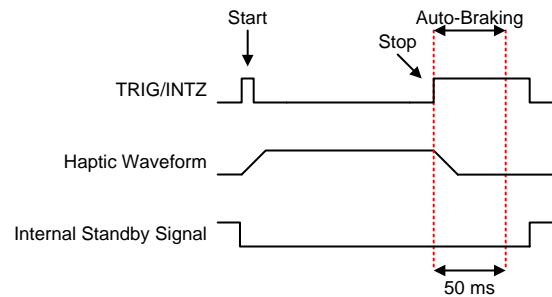 Start
Auto-Braking
Stop
TRIG/INTZ
Haptic Waveform
Internal Standby Signal
50 ms